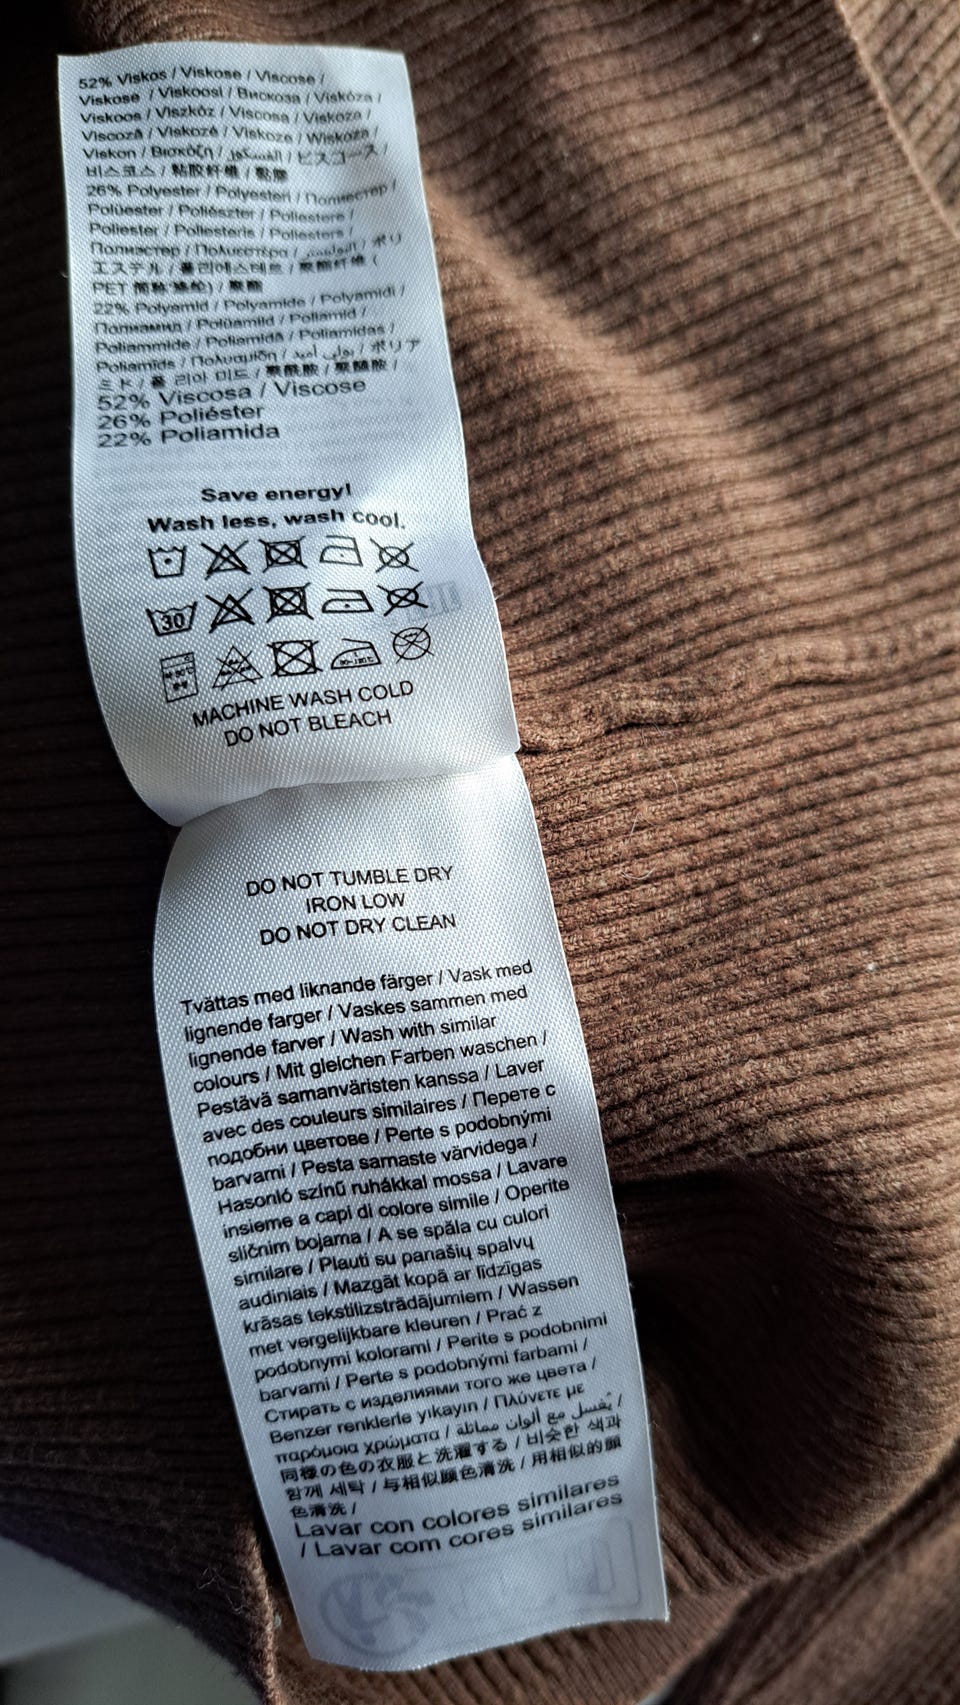 52% Viskos / Viskose / Viscose /
Viskose / Viskoosi / Вискоза / Viskóza /
Viskoos / Viszkóz / Viscosa / Viskoza /
Viscoză / Viskozė / Viskoze / Wiskoza /
Viskon / Βισκόζη / الفسكوز / ビスコース /
비스코스 / 粘胶纤维 /
26% Polyester / Polyesteri / Полиестер /
Polüester / Poliészter / Poliestere /
Poliester / Poliesteris / Poliesters /
Полиэстер / Πολυεστέρα / البوليستر / ポリ
エステル / 폴리에스테르 / 聚酯纤维 (
PET
22% Polyamid / Polyamide / Polyamidi /
Полиамид / Polüamiid / Poliamid /
Poliammide / Poliamidă / Poliamidas /
Poliamīds / Πολυαμίδη / بولي أميد / ポリア
ミド / 폴리아미드 / 聚酰胺 / 聚醯胺 /
52% Viscosa / Viscose
26% Poliéster
22% Poliamida
Save energy!
Wash less, wash cool.
30
MACHINE WASH COLD
DO NOT BLEACH
DO NOT TUMBLE DRY
IRON LOW
DO NOT DRY CLEAN
Tvättas med liknande färger / Vask med
lignende farger / Vaskes sammen med
lignende farver / Wash with similar
colours / Mit gleichen Farben waschen /
Pestävä samanväristen kanssa / Laver
avec des couleurs similaires / Перете с
подобни цветове / Perte s podobnými
barvami / Pesta samaste värvidega /
Hasonló színű ruhákkal mossa / Lavare
insieme a capi di colore simile / Operite
sličnim bojama / A se spăla cu culori
similare / Plauti su panašių spalvų
audiniais / Mazgāt kopā ar līdzīgas
krāsas tekstilizstrādājumiem / Wassen
met vergelijkbare kleuren / Prać z
podobnymi kolorami / Perite s podobnimi
barvami / Perte s podobnými farbami /
Стирать с изделиями того же цвета /
Benzer renklerle yıkayın / Πλύνετε με
παρόμοια χρώματα / يُغسل مع ألوان مماثلة /
同様の色の衣服と洗濯する / 비슷한 색과
함께 세탁 / 与相似颜色清洗 / 用相似的顏
色清洗 /
Lavar con colores similares
/ Lavar com cores similares